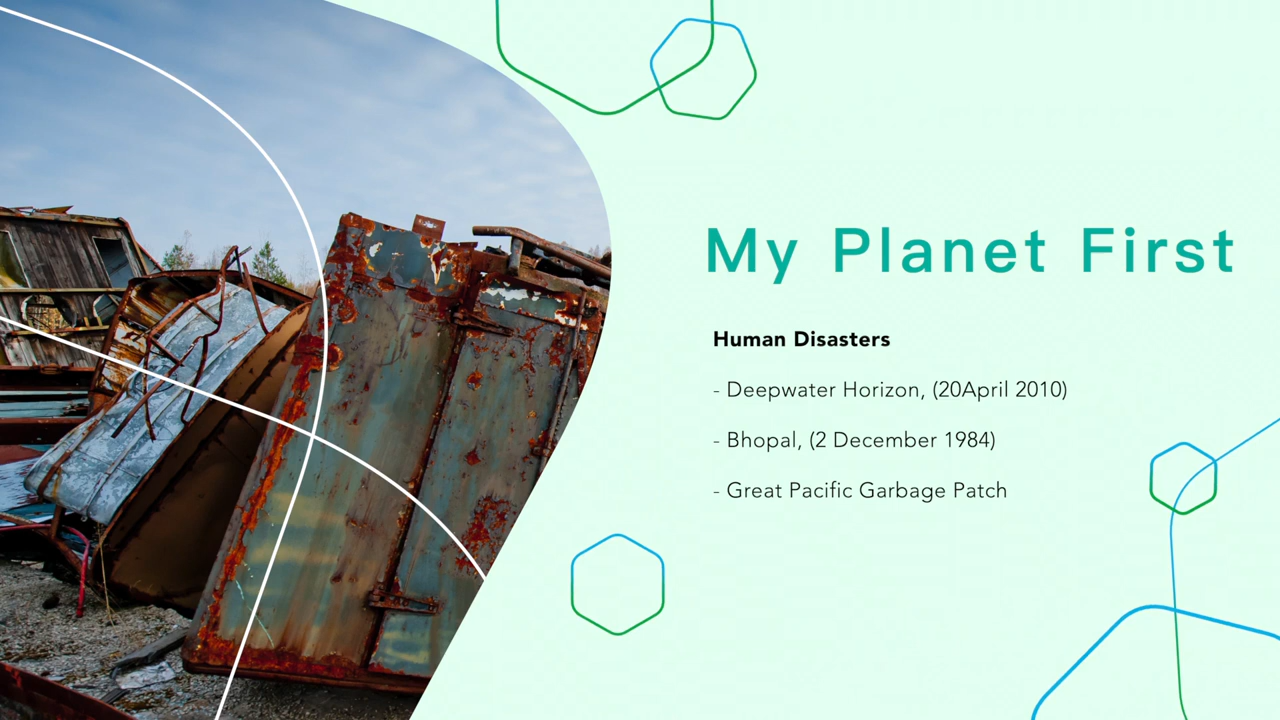 My Planet First
Human Disasters
- Deepwater Horizon, (20April 2010)
- Bhopal, (2 December 1984)
- Great Pacific Garbage Patch